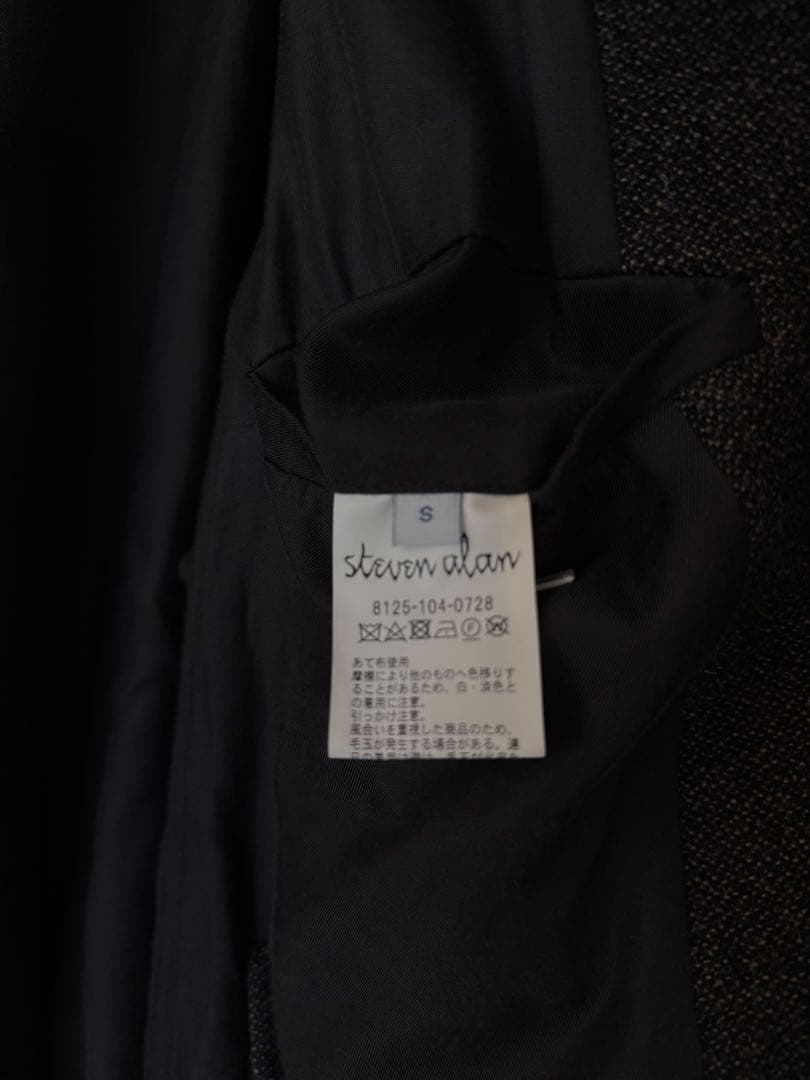 S
steven alan
8125-104-0728
あて布使用
摩擦により他のものへ色移りす
ることがあるため、白・淡色と
の着用に注意。
引っかけ注意。
風合いを重視した商品のため、
毛玉が発生する場合がある。連